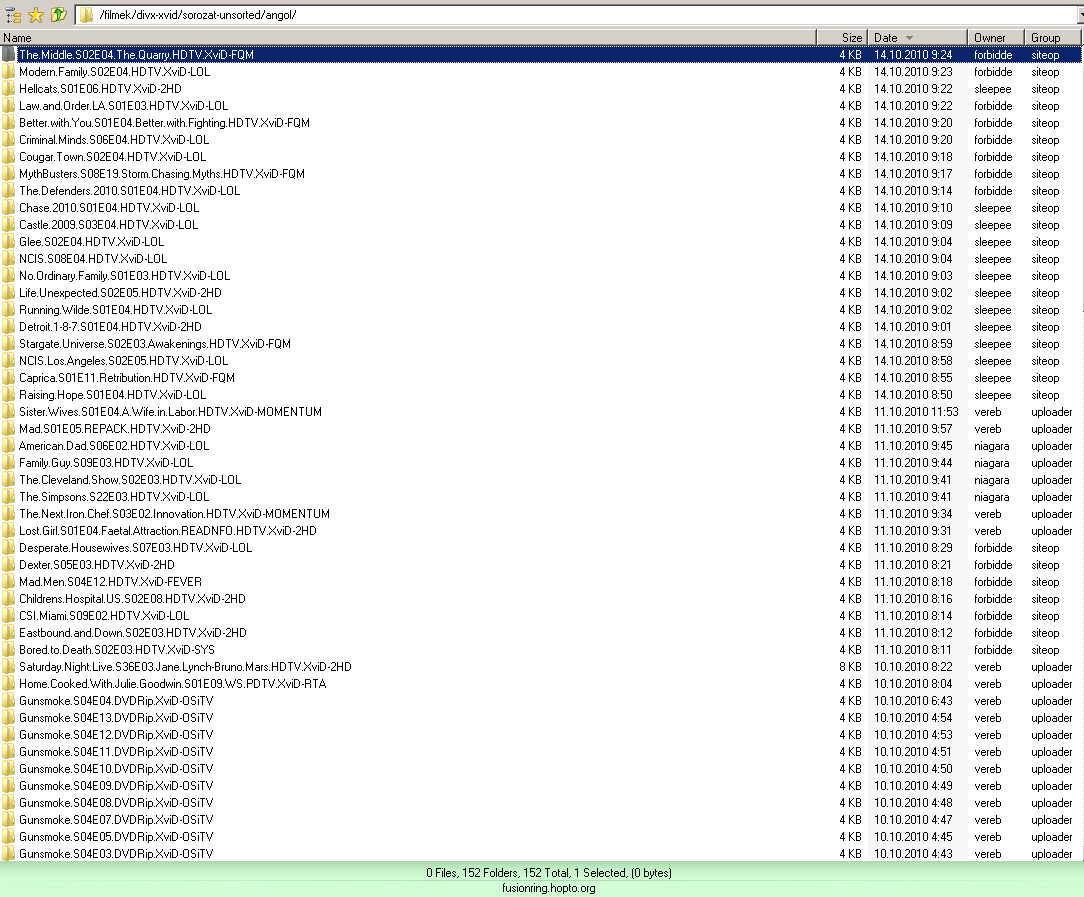 /filmek/divx-xvid/sorozat-unsorted/angol/
Name Size Date Owner Group
The.Middle.S02E04.The.Quarry.HDTV.XviD-FQM 4 KB 14.10.2010 9:24 forbidde siteop
Modern.Family.S02E04.HDTV.XviD-LOL 4 KB 14.10.2010 9:23 forbidde siteop
Hellcats.S01E06.HDTV.XviD-2HD 4 KB 14.10.2010 9:22 sleepee siteop
Law.and.Order.LA.S01E03.HDTV.XviD-LOL 4 KB 14.10.2010 9:22 forbidde siteop
Better.with.You.S01E04.Better.with.Fighting.HDTV.XviD-FQM 4 KB 14.10.2010 9:20 forbidde siteop
Criminal.Minds.S06E04.HDTV.XviD-LOL 4 KB 14.10.2010 9:20 forbidde siteop
Cougar.Town.S02E04.HDTV.XviD-LOL 4 KB 14.10.2010 9:18 forbidde siteop
MythBusters.S08E19.Storm.Chasing.Myths.HDTV.XviD-FQM 4 KB 14.10.2010 9:17 forbidde siteop
The.Defenders.2010.S01E04.HDTV.XviD-LOL 4 KB 14.10.2010 9:14 forbidde siteop
Chase.2010.S01E04.HDTV.XviD-LOL 4 KB 14.10.2010 9:10 sleepee siteop
Castle.2009.S03E04.HDTV.XviD-LOL 4 KB 14.10.2010 9:09 sleepee siteop
Glee.S02E04.HDTV.XviD-LOL 4 KB 14.10.2010 9:04 sleepee siteop
NCIS.S08E04.HDTV.XviD-LOL 4 KB 14.10.2010 9:04 sleepee siteop
No.Ordinary.Family.S01E03.HDTV.XviD-LOL 4 KB 14.10.2010 9:03 sleepee siteop
Life.Unexpected.S02E05.HDTV.XviD-2HD 4 KB 14.10.2010 9:02 sleepee siteop
Running.Wilde.S01E04.HDTV.XviD-LOL 4 KB 14.10.2010 9:02 sleepee siteop
Detroit.1-8-7.S01E04.HDTV.XviD-2HD 4 KB 14.10.2010 9:01 sleepee siteop
Stargate.Universe.S02E03.Awakenings.HDTV.XviD-FQM 4 KB 14.10.2010 8:59 sleepee siteop
NCIS.Los.Angeles.S02E05.HDTV.XviD-LOL 4 KB 14.10.2010 8:58 sleepee siteop
Caprica.S01E11.Retribution.HDTV.XviD-FQM 4 KB 14.10.2010 8:55 sleepee siteop
Raising.Hope.S01E04.HDTV.XviD-LOL 4 KB 14.10.2010 8:50 sleepee siteop
Sister.Wives.S01E04.A.Wife.in.Labor.HDTV.XviD-MOMENTUM 4 KB 11.10.2010 11:53 vereb uploader
Mad.S01E05.REPACK.HDTV.XviD-2HD 4 KB 11.10.2010 9:57 vereb uploader
American.Dad.S06E02.HDTV.XviD-LOL 4 KB 11.10.2010 9:45 niagara uploader
Family.Guy.S09E03.HDTV.XviD-LOL 4 KB 11.10.2010 9:44 niagara uploader
The.Cleveland.Show.S02E03.HDTV.XviD-LOL 4 KB 11.10.2010 9:41 niagara uploader
The.Simpsons.S22E03.HDTV.XviD-LOL 4 KB 11.10.2010 9:41 niagara uploader
The.Next.Iron.Chef.S03E02.Innovation.HDTV.XviD-MOMENTUM 4 KB 11.10.2010 9:34 vereb uploader
Lost.Girl.S01E04.Faetal.Attraction.READNFO.HDTV.XviD-2HD 4 KB 11.10.2010 9:31 vereb uploader
Desperate.Housewives.S07E03.HDTV.XviD-LOL 4 KB 11.10.2010 8:29 forbidde siteop
Dexter.S05E03.HDTV.XviD-2HD 4 KB 11.10.2010 8:21 forbidde siteop
Mad.Men.S04E12.HDTV.XviD-FEVER 4 KB 11.10.2010 8:18 forbidde siteop
Childrens.Hospital.US.S02E08.HDTV.XviD-2HD 4 KB 11.10.2010 8:16 forbidde siteop
CSI.Miami.S09E02.HDTV.XviD-LOL 4 KB 11.10.2010 8:14 forbidde siteop
Eastbound.and.Down.S02E03.HDTV.XviD-2HD 4 KB 11.10.2010 8:12 forbidde siteop
Bored.to.Death.S02E03.HDTV.XviD-SYS 4 KB 11.10.2010 8:11 forbidde siteop
Saturday.Night.Live.S36E03.Jane.Lynch-Bruno.Mars.HDTV.XviD-2HD 8 KB 10.10.2010 8:22 vereb uploader
Home.Cooked.With.Julie.Goodwin.S01E09.WS.PDTV.XviD-RTA 4 KB 10.10.2010 8:04 vereb uploader
Gunsmoke.S04E04.DVDRip.XviD-OSiTV 4 KB 10.10.2010 6:43 vereb uploader
Gunsmoke.S04E13.DVDRip.XviD-OSiTV 4 KB 10.10.2010 4:54 vereb uploader
Gunsmoke.S04E12.DVDRip.XviD-OSiTV 4 KB 10.10.2010 4:53 vereb uploader
Gunsmoke.S04E11.DVDRip.XviD-OSiTV 4 KB 10.10.2010 4:51 vereb uploader
Gunsmoke.S04E10.DVDRip.XviD-OSiTV 4 KB 10.10.2010 4:50 vereb uploader
Gunsmoke.S04E09.DVDRip.XviD-OSiTV 4 KB 10.10.2010 4:49 vereb uploader
Gunsmoke.S04E08.DVDRip.XviD-OSiTV 4 KB 10.10.2010 4:48 vereb uploader
Gunsmoke.S04E07.DVDRip.XviD-OSiTV 4 KB 10.10.2010 4:47 vereb uploader
Gunsmoke.S04E05.DVDRip.XviD-OSiTV 4 KB 10.10.2010 4:45 vereb uploader
Gunsmoke.S04E03.DVDRip.XviD-OSiTV 4 KB 10.10.2010 4:43 vereb uploader
0 Files, 152 Folders, 152 Total, 1 Selected, (0 bytes)
fusionring.hopto.org